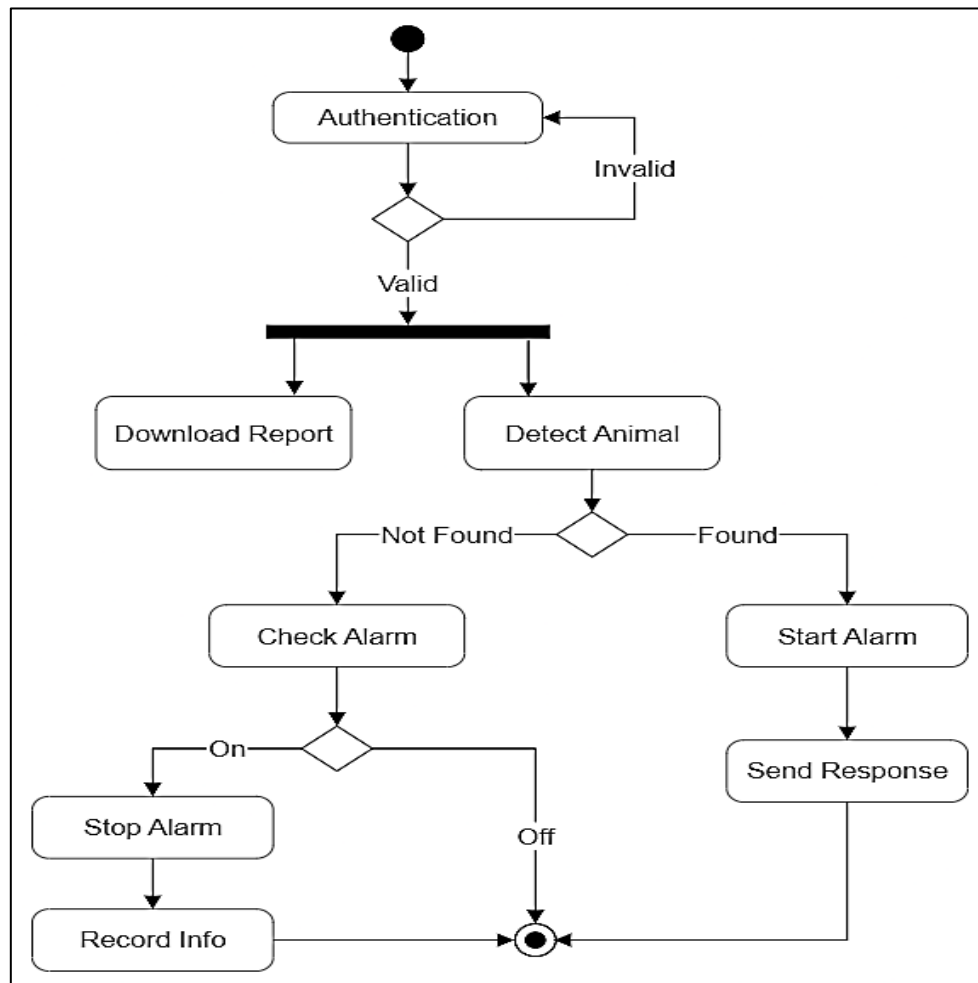 Authentication
Invalid
Valid
Download Report
Detect Animal
Not Found
Found
Check Alarm
Start Alarm
On
Send Response
Stop Alarm
Off
Record Info